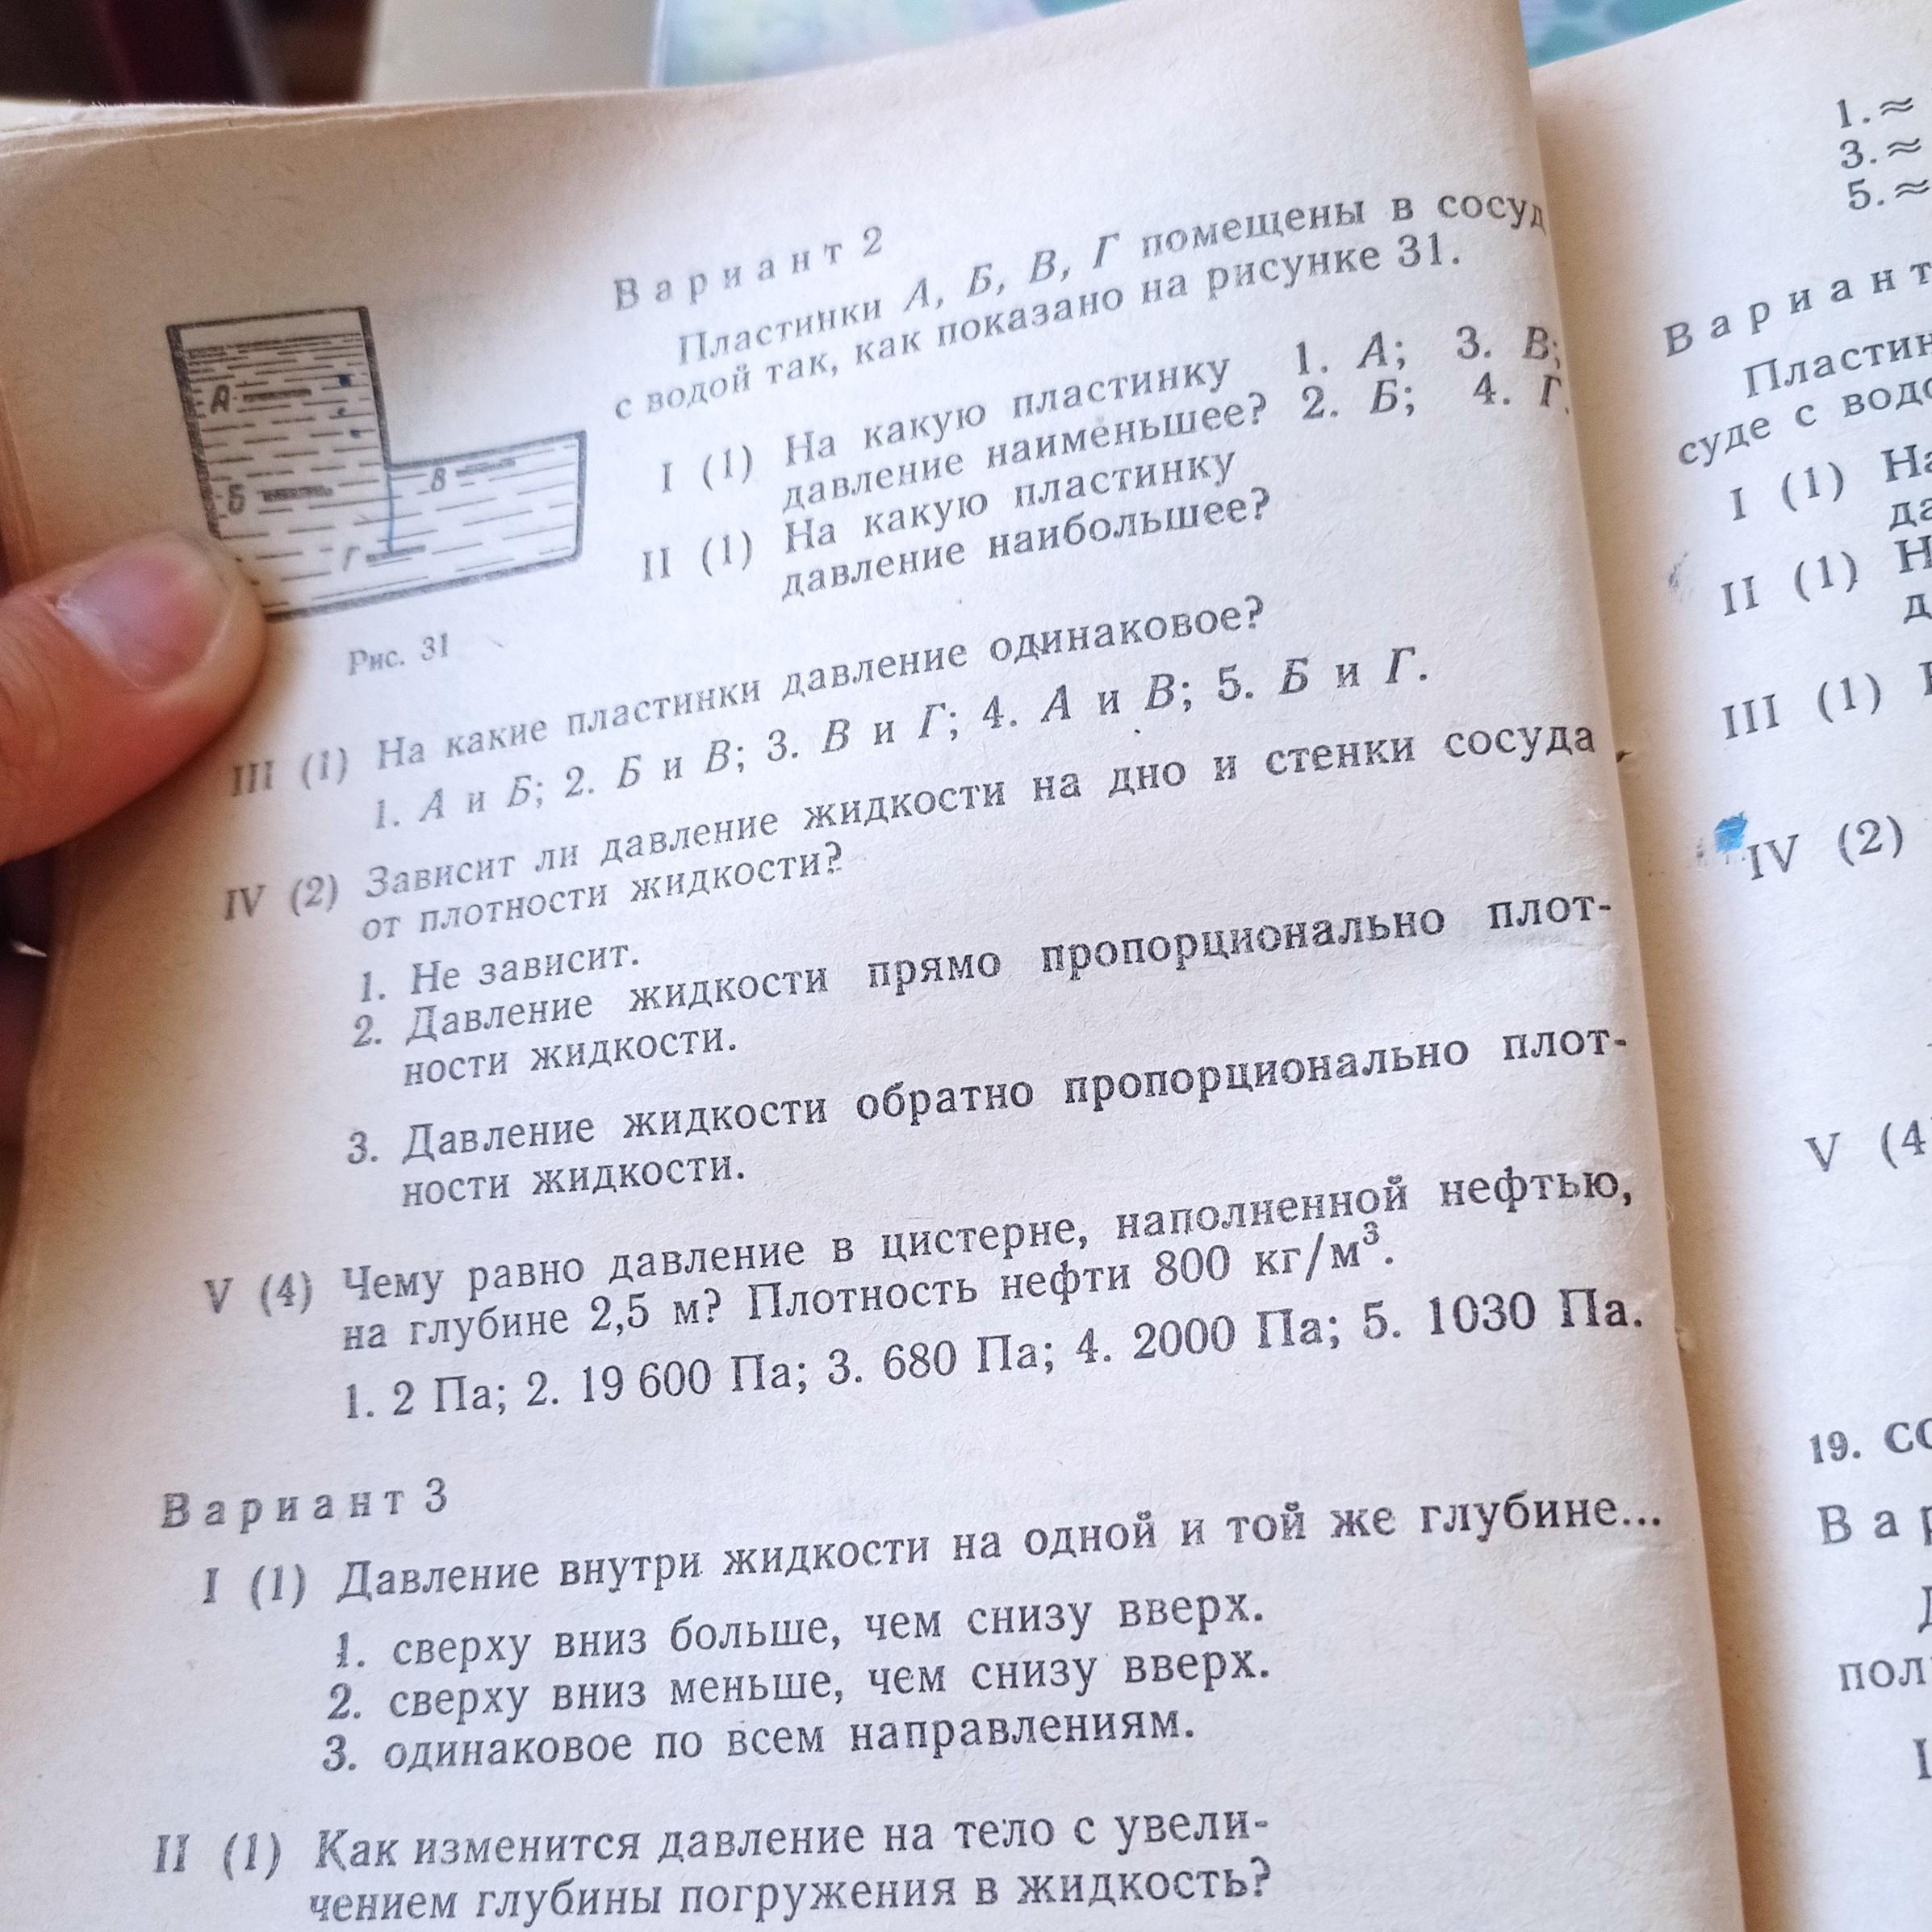 Вариант 2
Пластинки А, Б, В, Г помещены в сосуд
с водой так, как показано на рисунке 31.
I (1) На какую пластинку 1. А; 3. В;
давление наименьшее? 2. Б; 4. Г.
II (1) На какую пластинку
давление наибольшее?
А
Б
В
Г
Рис. 31
III (1) На какие пластинки давление одинаковое?
1. А и Б; 2. Б и В; 3. В и Г; 4. А и В; 5. Б и Г.
IV (2) Зависит ли давление жидкости на дно и стенки сосуда
от плотности жидкости?
1. Не зависит.
2. Давление жидкости прямо пропорционально плот-
ности жидкости.
3. Давление жидкости обратно пропорционально плот-
ности жидкости.
V (4) Чему равно давление в цистерне, наполненной нефтью,
на глубине 2,5 м? Плотность нефти 800 кг/м³.
1. 2 Па; 2. 19 600 Па; 3. 680 Па; 4. 2000 Па; 5. 1030 Па.
Вариант 3
I (1) Давление внутри жидкости на одной и той же глубине...
1. сверху вниз больше, чем снизу вверх.
2. сверху вниз меньше, чем снизу вверх.
3. одинаковое по всем направлениям.
II (1) Как изменится давление на тело с увели-
чением глубины погружения в жидкость?
1. ≈
3. ≈
5. ≈
Вариант
Пластин
суде с водо
I (1) На
да
II (1) Н
д
III (1)
IV (2)
V (4
19. СО
Вар
пол
I